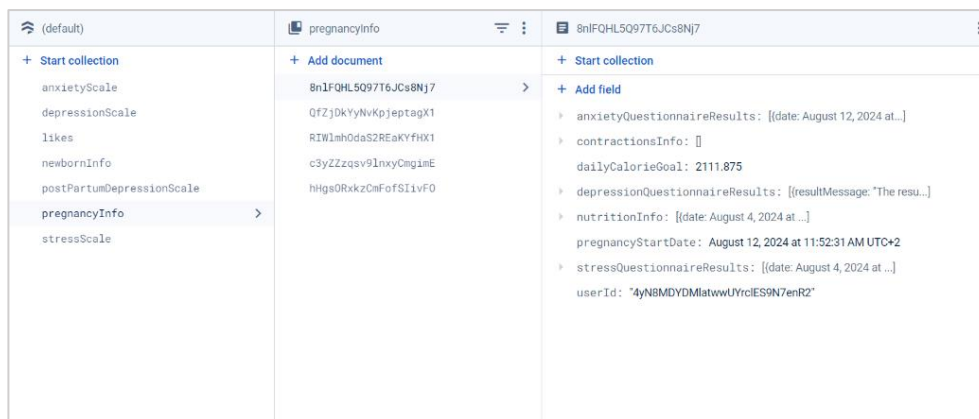 (default)
+ Start collection
anxietyScale
depressionScale
likes
newbornInfo
postPartumDepressionScale
pregnancyInfo
stressScale
pregnancyInfo
+ Add document
8nlFQHL5Q97T6JCs8Nj7
QfZjDkYyNvKpjeptagX1
RIWlmhOdaS2REaKYfHX1
c3yZZzqsv9lnxyCmgimE
hHgsORxkzCmFofSIivFO
8nlFQHL5Q97T6JCs8Nj7
+ Start collection
+ Add field
anxietyQuestionnaireResults: [{date: August 12, 2024 at...]
contractionsInfo: []
dailyCalorieGoal: 2111.875
depressionQuestionnaireResults: [{resultMessage: "The resu...]
nutritionInfo: [{date: August 4, 2024 at ...]
pregnancyStartDate: August 12, 2024 at 11:52:31 AM UTC+2
stressQuestionnaireResults: [{date: August 4, 2024 at ...]
userId: "4yN8MDYDMlatwwUYrclES9N7enR2"